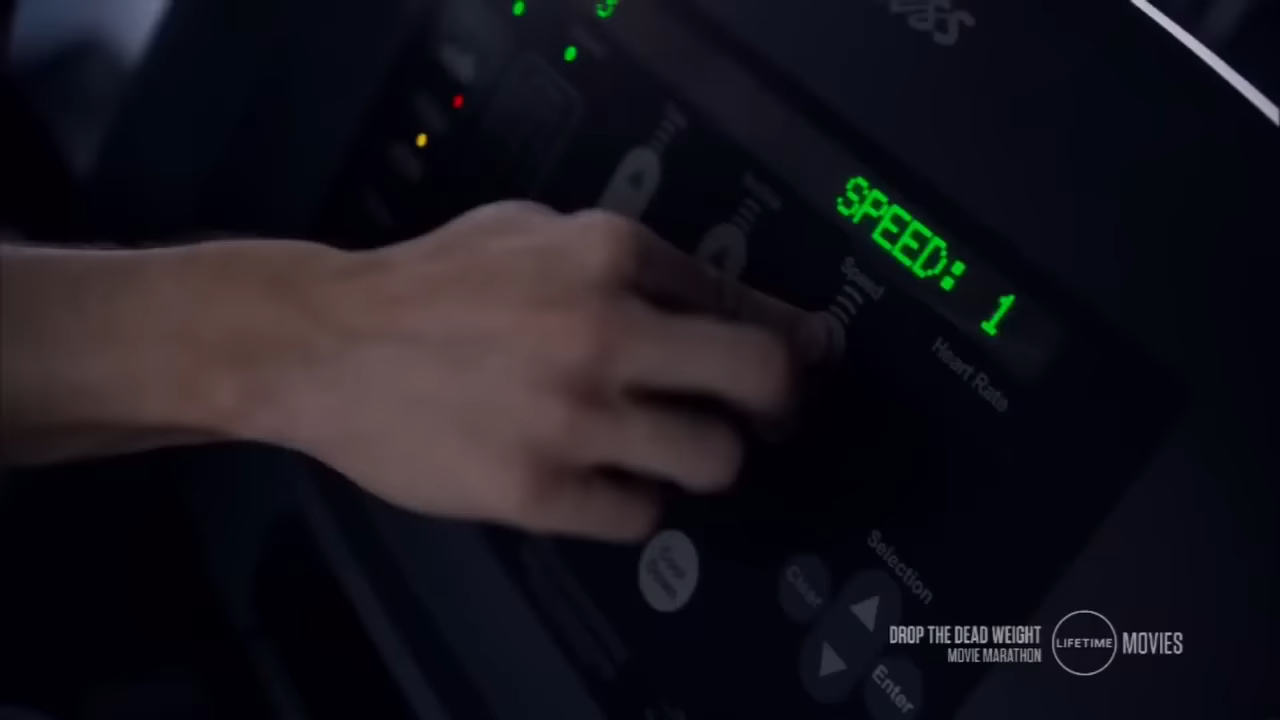 SPEED: 1
Speed
Heart Rate
Selection
Clear
Enter
DROP THE DEAD WEIGHT
MOVIE MARATHON
LIFETIME
MOVIES